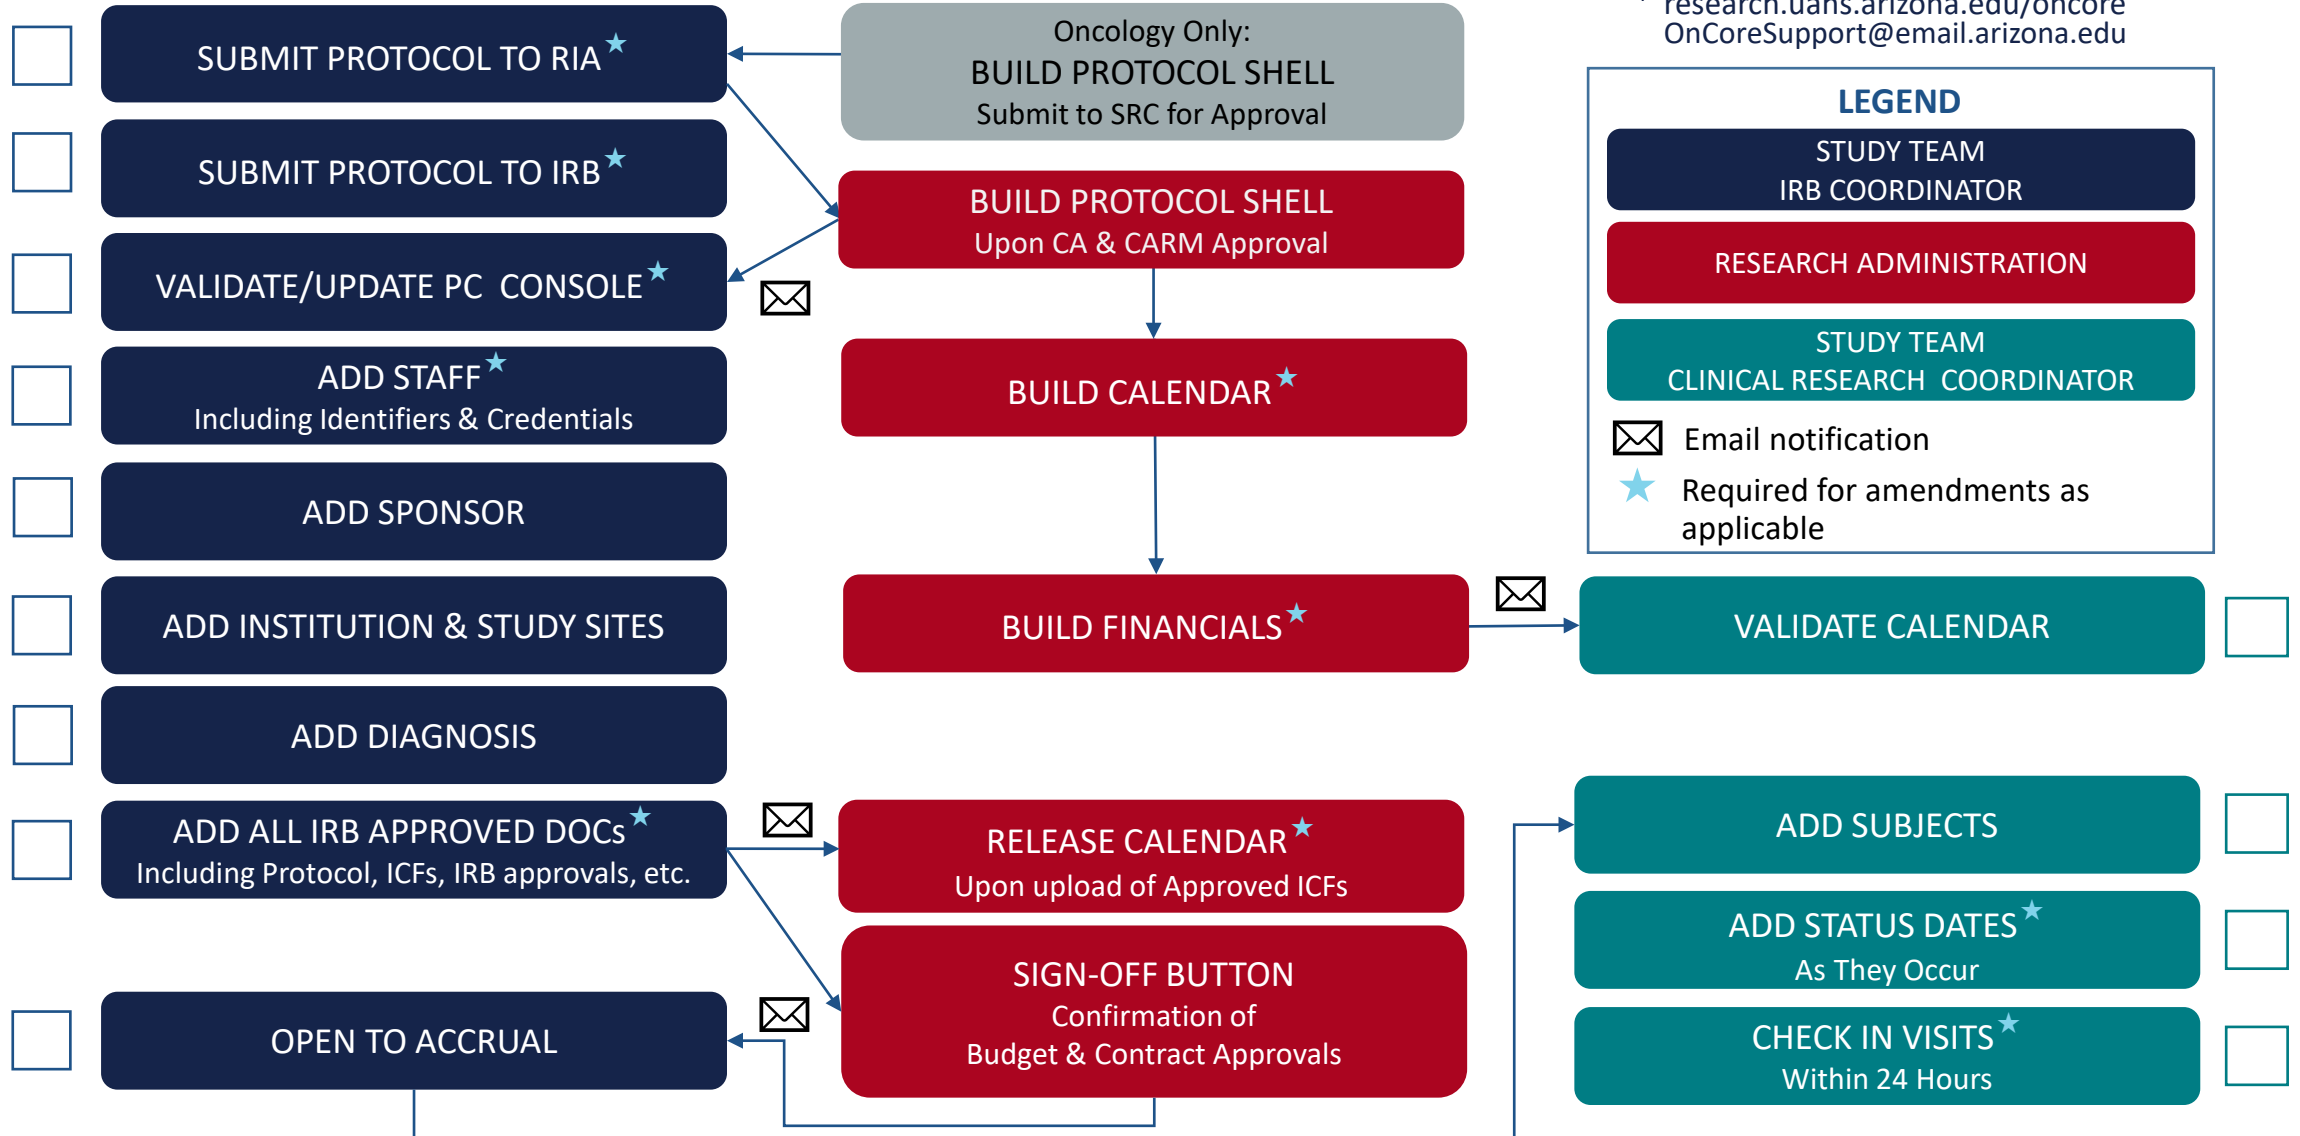 research.uahs.arizona.edu/oncore
OnCoreSupport@email.arizona.edu
SUBMIT PROTOCOL TO RIA
Oncology Only:
BUILD PROTOCOL SHELL
Submit to SRC for Approval
SUBMIT PROTOCOL TO IRB
BUILD PROTOCOL SHELL
Upon CA & CARM Approval
VALIDATE/UPDATE PC CONSOLE
ADD STAFF
Including Identifiers & Credentials
BUILD CALENDAR
ADD SPONSOR
ADD INSTITUTION & STUDY SITES
BUILD FINANCIALS
VALIDATE CALENDAR
ADD DIAGNOSIS
ADD ALL IRB APPROVED DOCs
Including Protocol, ICFs, IRB approvals, etc.
RELEASE CALENDAR
Upon upload of Approved ICFs
SIGN-OFF BUTTON
Confirmation of
Budget & Contract Approvals
OPEN TO ACCRUAL
LEGEND
STUDY TEAM
IRB COORDINATOR
RESEARCH ADMINISTRATION
STUDY TEAM
CLINICAL RESEARCH COORDINATOR
Email notification
Required for amendments as
applicable
ADD SUBJECTS
ADD STATUS DATES
As They Occur
CHECK IN VISITS
Within 24 Hours